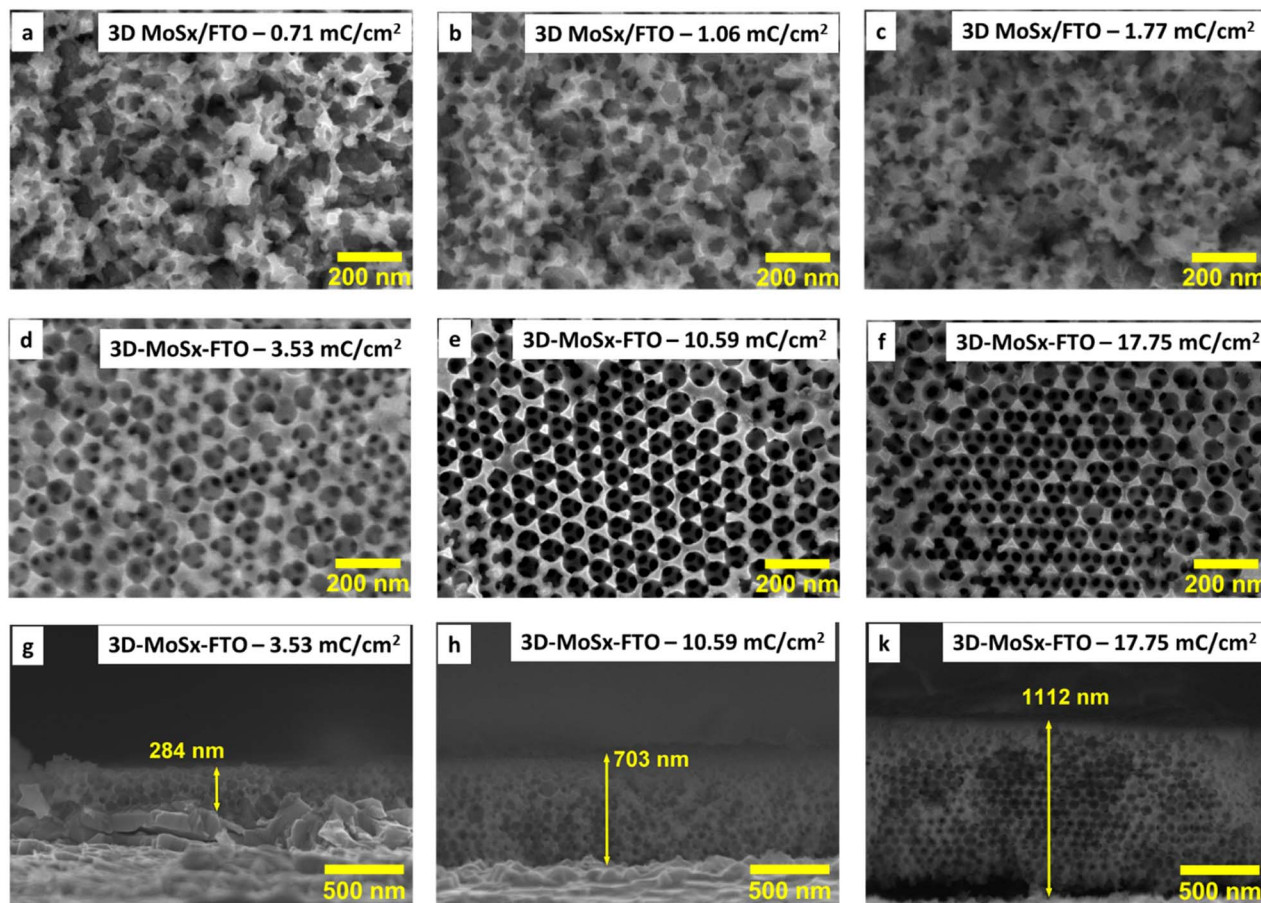 a
3D MoSx/FTO – 0.71 mC/cm²
200 nm
b
3D MoSx/FTO – 1.06 mC/cm²
200 nm
c
3D MoSx/FTO – 1.77 mC/cm²
200 nm
d
3D-MoSx-FTO – 3.53 mC/cm²
200 nm
e
3D-MoSx-FTO – 10.59 mC/cm²
200 nm
f
3D-MoSx-FTO – 17.75 mC/cm²
200 nm
g
3D-MoSx-FTO – 3.53 mC/cm²
284 nm
500 nm
h
3D-MoSx-FTO – 10.59 mC/cm²
703 nm
500 nm
k
3D-MoSx-FTO – 17.75 mC/cm²
1112 nm
500 nm